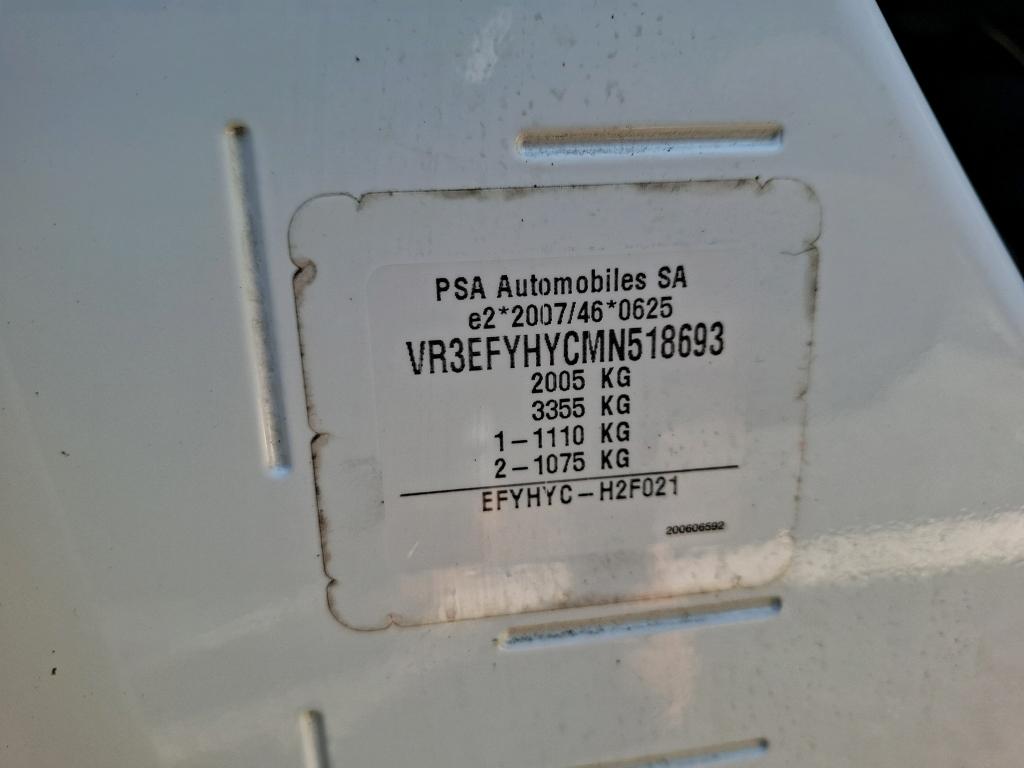 PSA Automobiles SA
e2*2007/46*0625
VR3EFYHYCMN518693
2005 KG
3355 KG
1-1110 KG
2-1075 KG
EFYHYC-H2F021
200606592